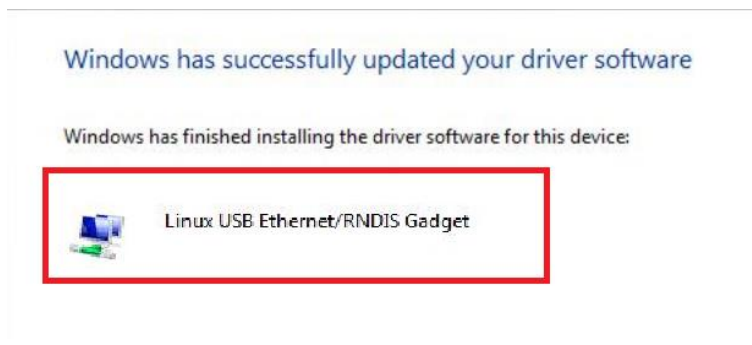 Windows has successfully updated your driver software
Windows has finished installing the driver software for this device:
Linux USB Ethernet/RNDIS Gadget